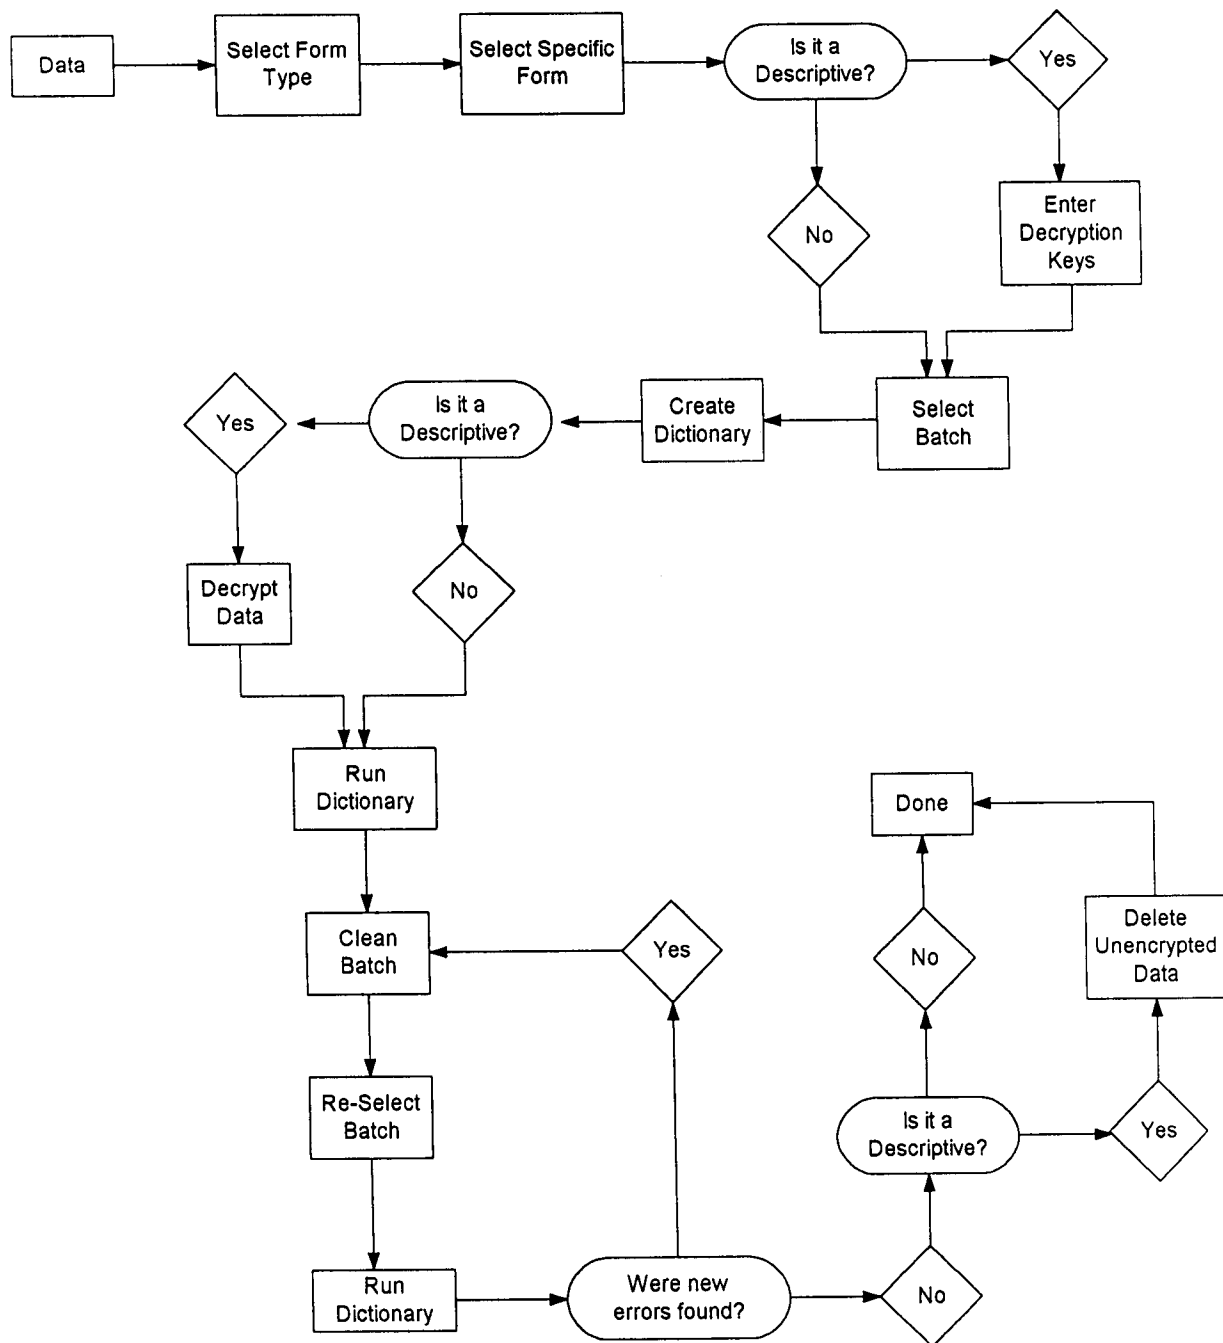 Data
Select Form
Type
Select Specific
Form
Is it a
Descriptive?
Yes
No
Enter
Decryption
Keys
Select
Batch
Create
Dictionary
Is it a
Descriptive?
Yes
Decrypt
Data
No
Run
Dictionary
Clean
Batch
Re-Select
Batch
Run
Dictionary
Were new
errors found?
Yes
No
Is it a
Descriptive?
No
Yes
Delete
Unencrypted
Data
Done